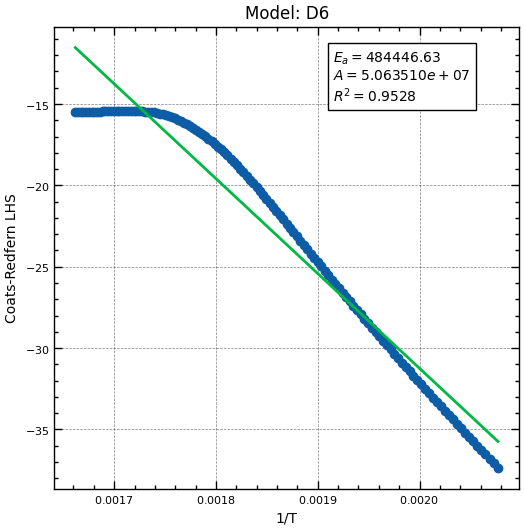 Model: D6
Eₐ = 484446.63
A = 5.063510e + 07
R² = 0.9528
Coats-Redfern LHS
−15
−20
−25
−30
−35
0.0017 0.0018 0.0019 0.0020
1/T